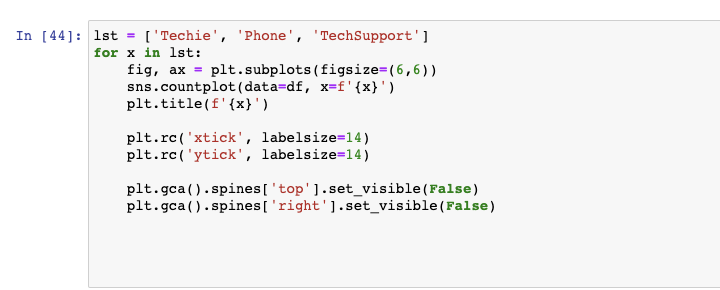 In [44]: lst = ['Techie', 'Phone', 'TechSupport']
for x in lst:
    fig, ax = plt.subplots(figsize=(6,6))
    sns.countplot(data=df, x=f'{x}')
    plt.title(f'{x}')

    plt.rc('xtick', labelsize=14)
    plt.rc('ytick', labelsize=14)

    plt.gca().spines['top'].set_visible(False)
    plt.gca().spines['right'].set_visible(False)